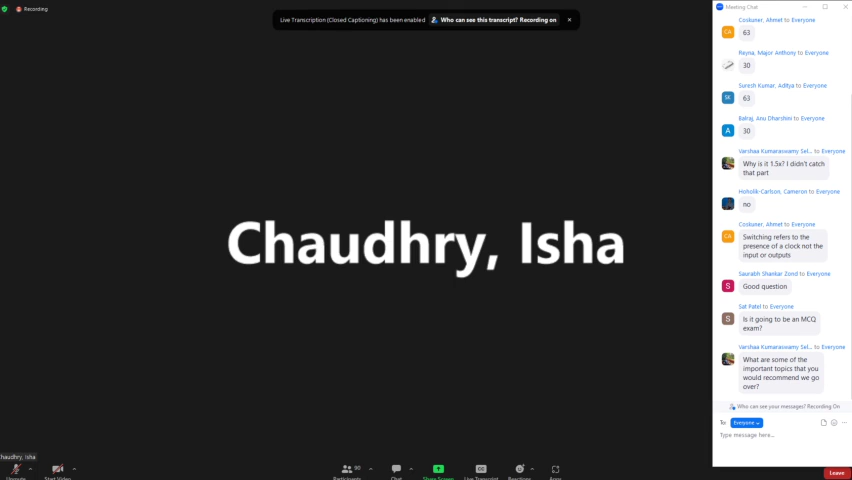 Recording
Live Transcription (Closed Captioning) has been enabled
Who can see this transcript? Recording on
Chaudhry, Isha
Chaudhry, Isha
Unmute
Start Video
80
Participants
Chat
Share Screen
Live Transcript
Reactions
Apps
Leave
Meeting Chat
Coskuner, Ahmet to Everyone
CA
63
Reyna, Major Anthony to Everyone
30
Suresh Kumar, Aditya to Everyone
SK
63
Balraj, Anu Dharshini to Everyone
A
30
Varshaa Kumaraswamy Sel... to Everyone
Why is it 1.5x? I didn't catch
that part
Hoholik-Carlson, Cameron to Everyone
no
Coskuner, Ahmet to Everyone
CA
Switching refers to the
presence of a clock not the
input or outputs
Saurabh Shankar Zond to Everyone
S
Good question
Sat Patel to Everyone
S
Is it going to be an MCQ
exam?
Varshaa Kumaraswamy Sel... to Everyone
What are some of the
important topics that you
would recommend we go
over?
Who can see your messages? Recording On
To: Everyone
Type message here...